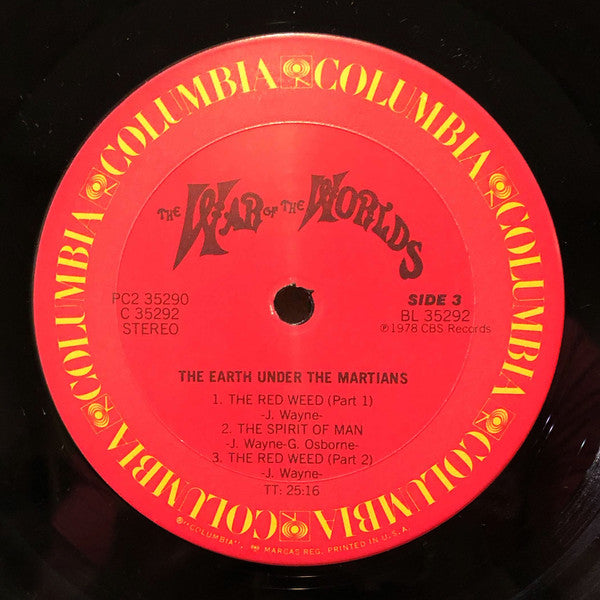 COLUMBIA COLUMBIA COLUMBIA COLUMBIA COLUMBIA COLUMBIA
THE WAR OF THE WORLDS
PC2 35290
C 35292
STEREO
SIDE 3
BL 35292
℗1978 CBS Records
THE EARTH UNDER THE MARTIANS
1. THE RED WEED (Part 1)
-J. Wayne-
2. THE SPIRIT OF MAN
-J. Wayne-G. Osborne-
3. THE RED WEED (Part 2)
-J. Wayne-
TT: 25:16
®"COLUMBIA", MARCAS REG. PRINTED IN U.S.A.